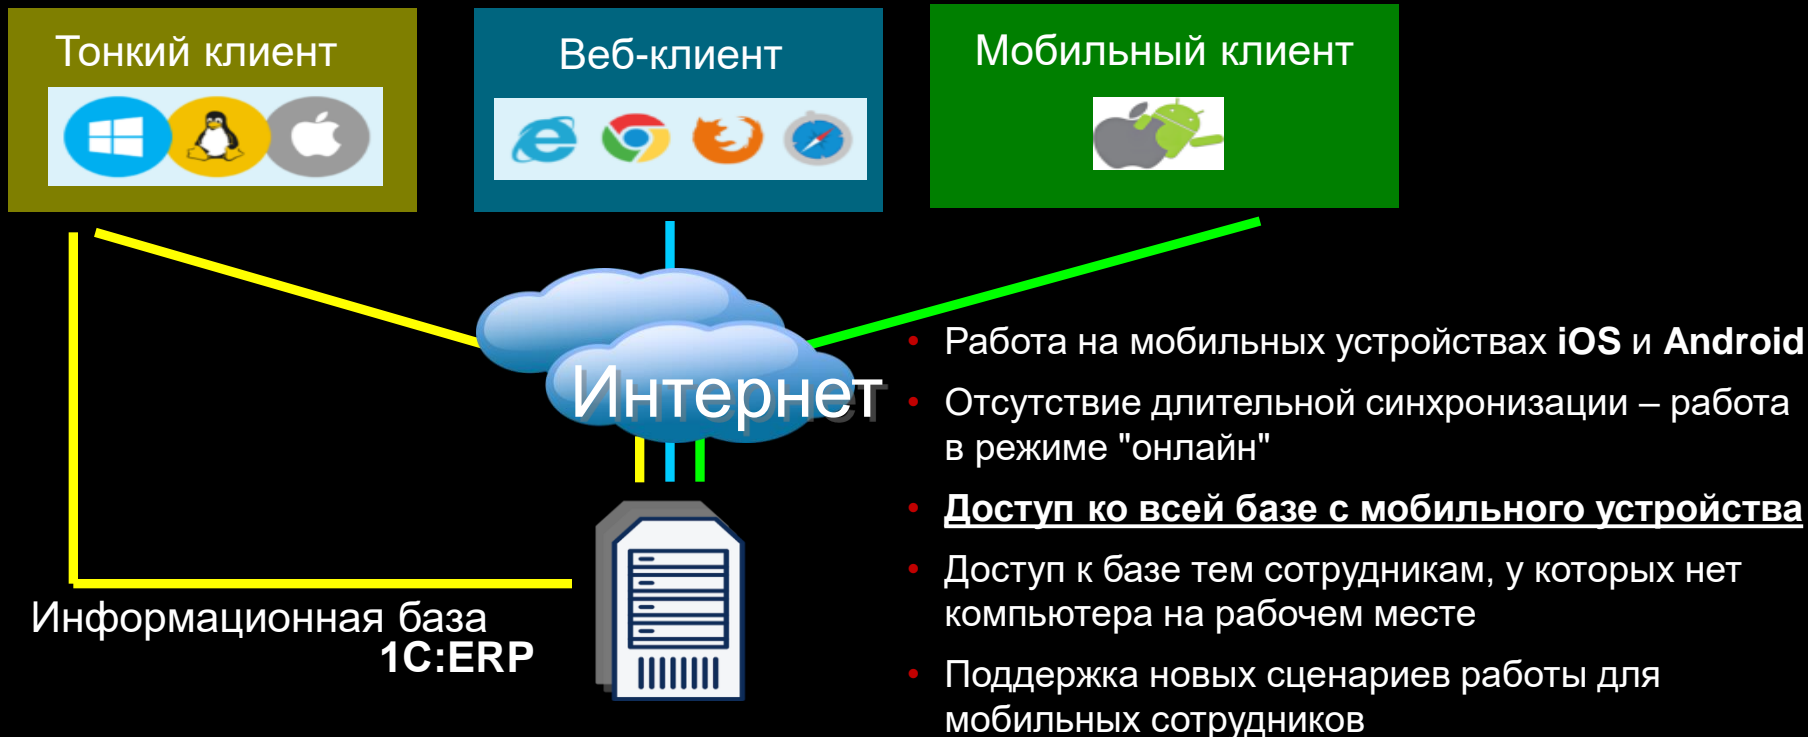 Тонкий клиент
Веб-клиент
Мобильный клиент
Интернет
Информационная база
1С:ERP
• Работа на мобильных устройствах iOS и Android
• Отсутствие длительной синхронизации – работа
в режиме "онлайн"
• Доступ ко всей базе с мобильного устройства
• Доступ к базе тем сотрудникам, у которых нет
компьютера на рабочем месте
• Поддержка новых сценариев работы для
мобильных сотрудников